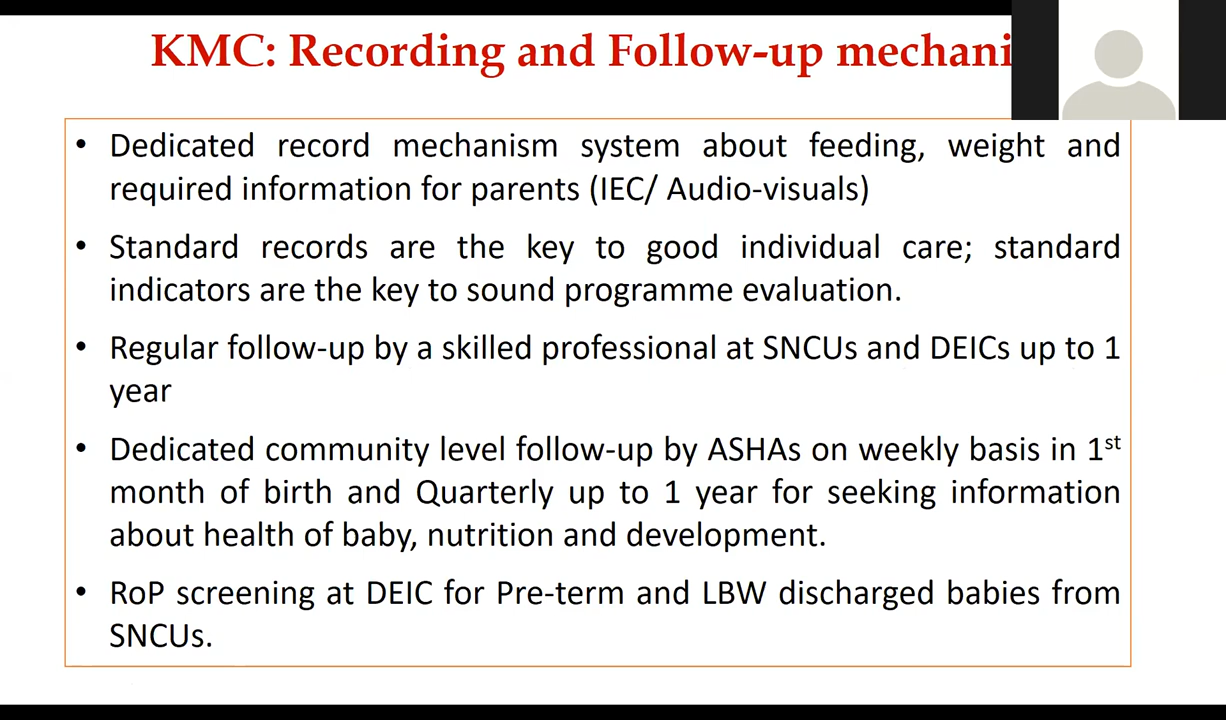 KMC: Recording and Follow-up mechani
• Dedicated record mechanism system about feeding, weight and
required information for parents (IEC/ Audio-visuals)
• Standard records are the key to good individual care; standard
indicators are the key to sound programme evaluation.
• Regular follow-up by a skilled professional at SNCUs and DEICs up to 1
year
• Dedicated community level follow-up by ASHAs on weekly basis in 1st
month of birth and Quarterly up to 1 year for seeking information
about health of baby, nutrition and development.
• RoP screening at DEIC for Pre-term and LBW discharged babies from
SNCUs.